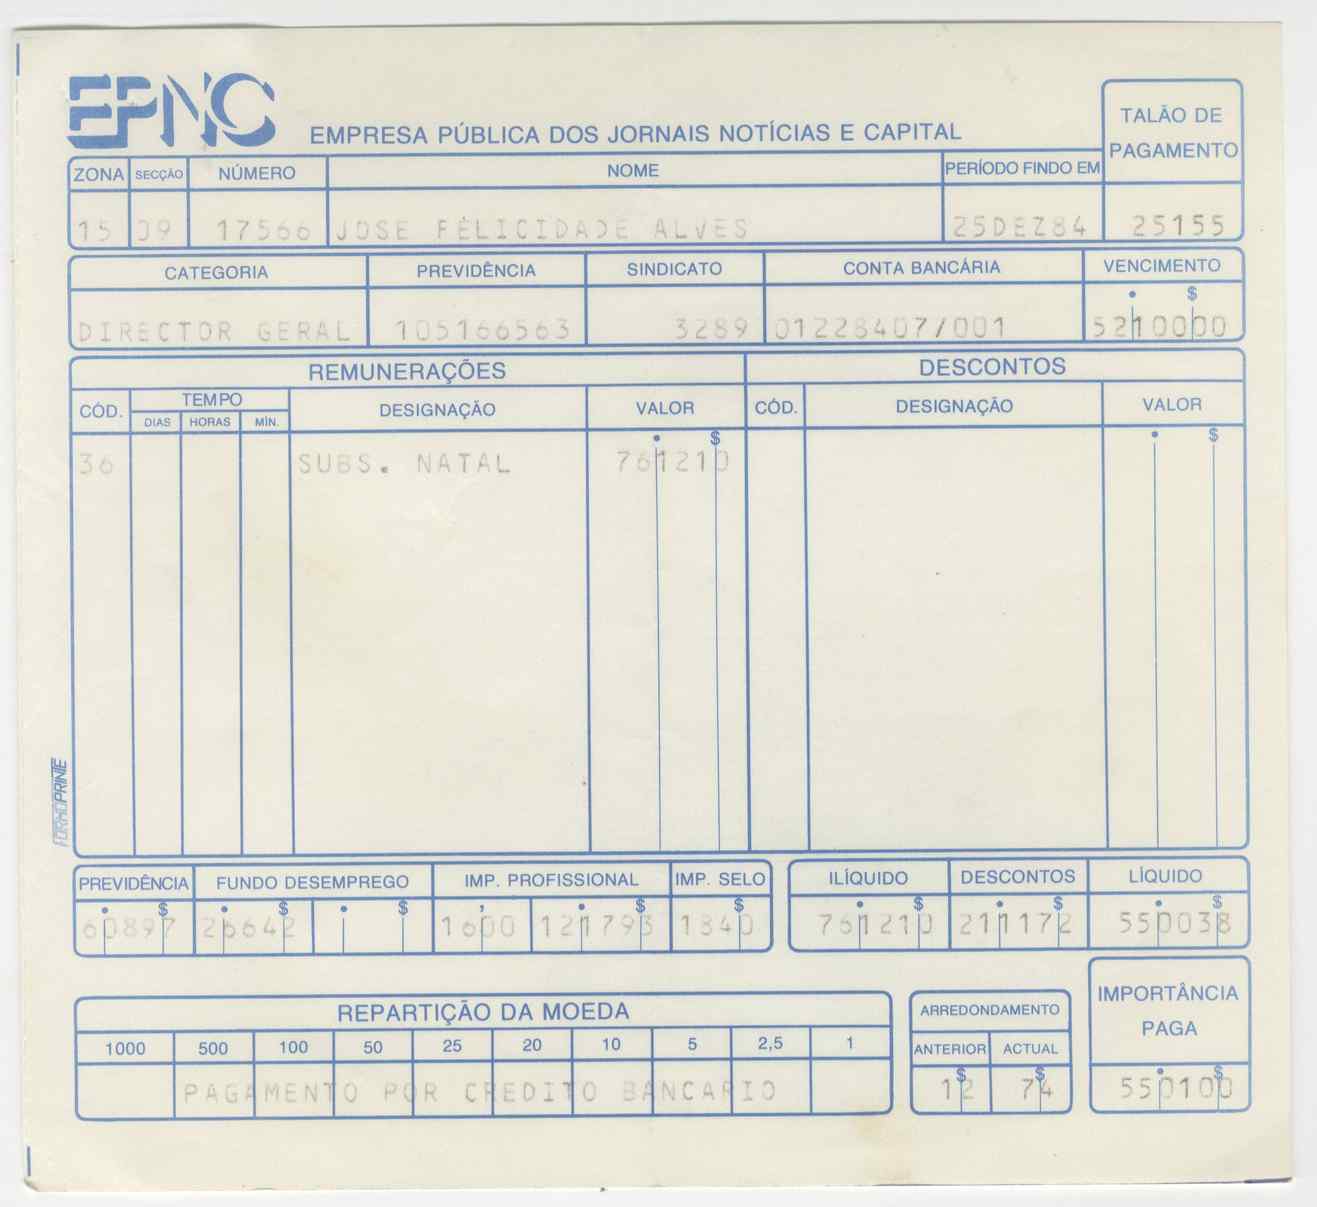 EPNC
EMPRESA PÚBLICA DOS JORNAIS NOTÍCIAS E CAPITAL
TALÃO DE
PAGAMENTO
ZONA SECÇÃO NÚMERO NOME PERÍODO FINDO EM
15 09 17566 JOSE FELICIDADE ALVES 25DEZ84 25155
CATEGORIA PREVIDÊNCIA SINDICATO CONTA BANCÁRIA VENCIMENTO
. $
DIRECTOR GERAL 105166563 3289 01228407/001 5210000
REMUNERAÇÕES DESCONTOS
CÓD. TEMPO DESIGNAÇÃO VALOR CÓD. DESIGNAÇÃO VALOR
DIAS HORAS MÍN.
. $ . $
36 SUBS. NATAL 761210
FORHOPRINTE
PREVIDÊNCIA FUNDO DESEMPREGO IMP. PROFISSIONAL IMP. SELO ILÍQUIDO DESCONTOS LÍQUIDO
. $ . $ . $ , . $ $ . $ . $ . $
60897 26642 1600 121793 1840 761210 211172 550038
REPARTIÇÃO DA MOEDA ARREDONDAMENTO IMPORTÂNCIA
PAGA
1000 500 100 50 25 20 10 5 2,5 1 ANTERIOR ACTUAL
$ $ . $
PAGAMENTO POR CREDITO BANCARIO 12 74 550100